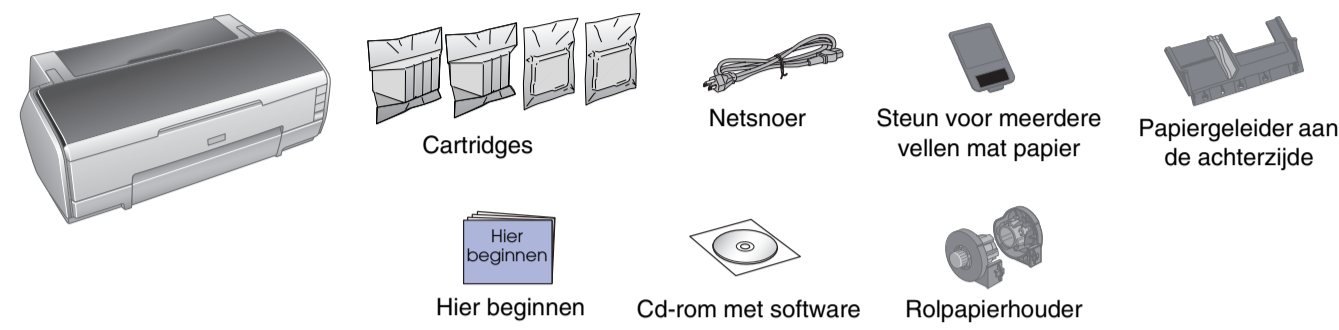 Cartridges
Netsnoer
Steun voor meerdere
vellen mat papier
Papiergeleider aan
de achterzijde
Hier
beginnen
Hier beginnen
Cd-rom met software
Rolpapierhouder